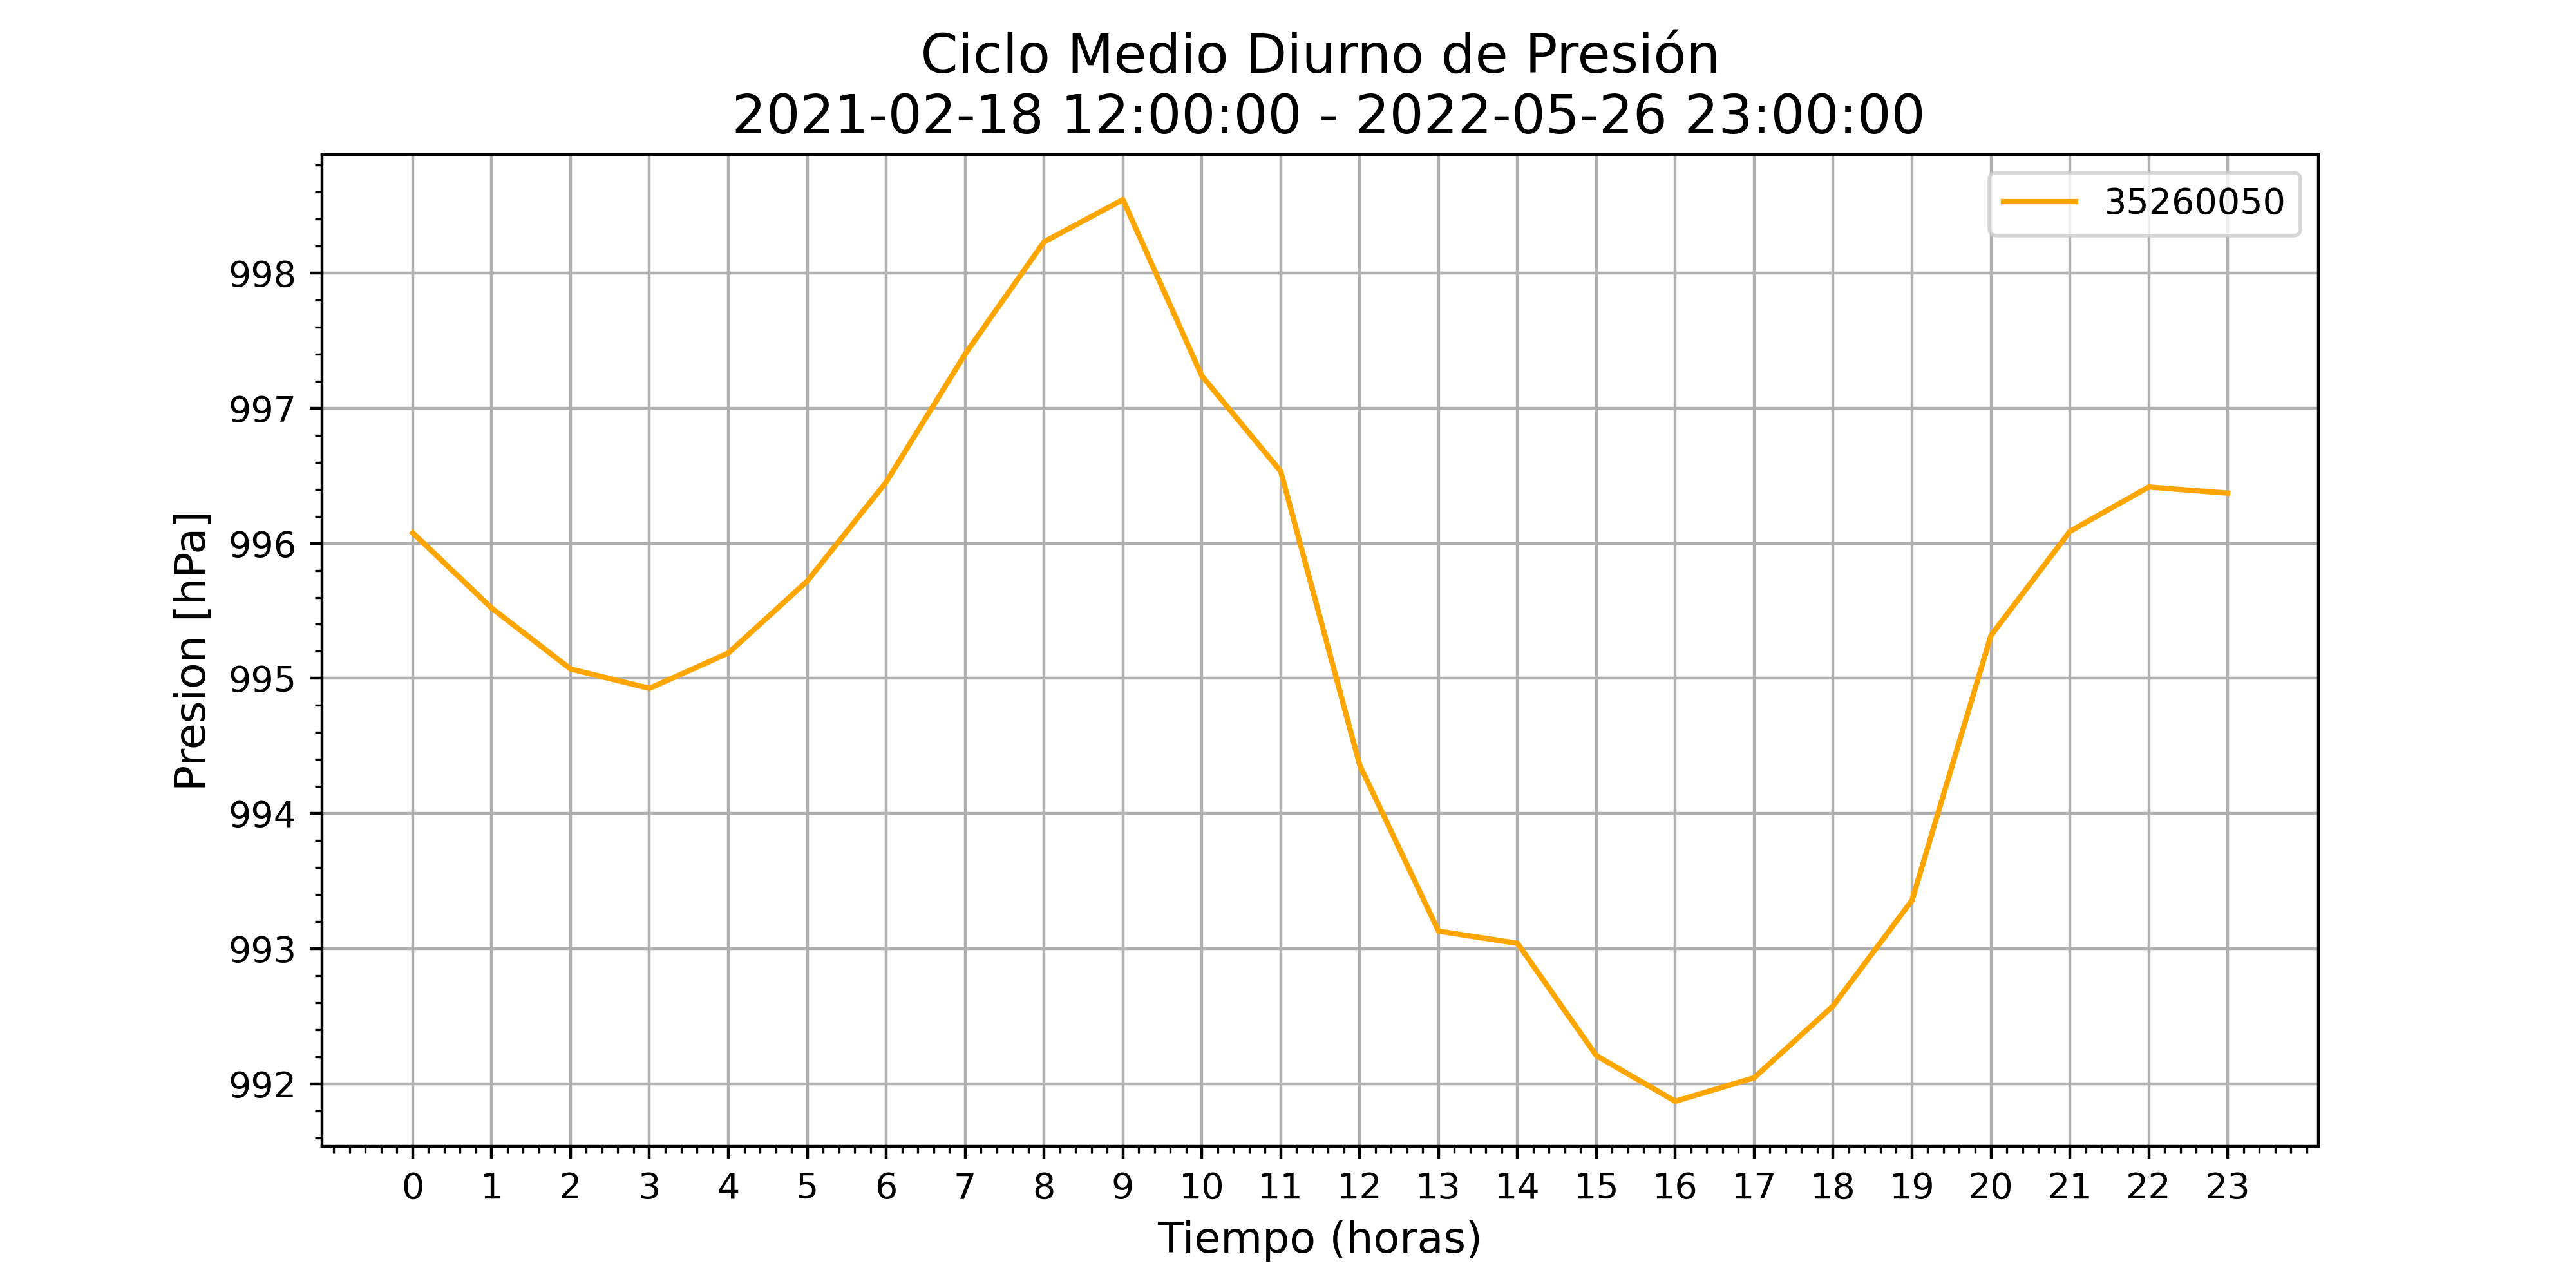 Ciclo Medio Diurno de Presión
2021-02-18 12:00:00 - 2022-05-26 23:00:00
35260050
998
997
996
995
994
993
992
Presion [hPa]
0 1 2 3 4 5 6 7 8 9 10 11 12 13 14 15 16 17 18 19 20 21 22 23
Tiempo (horas)